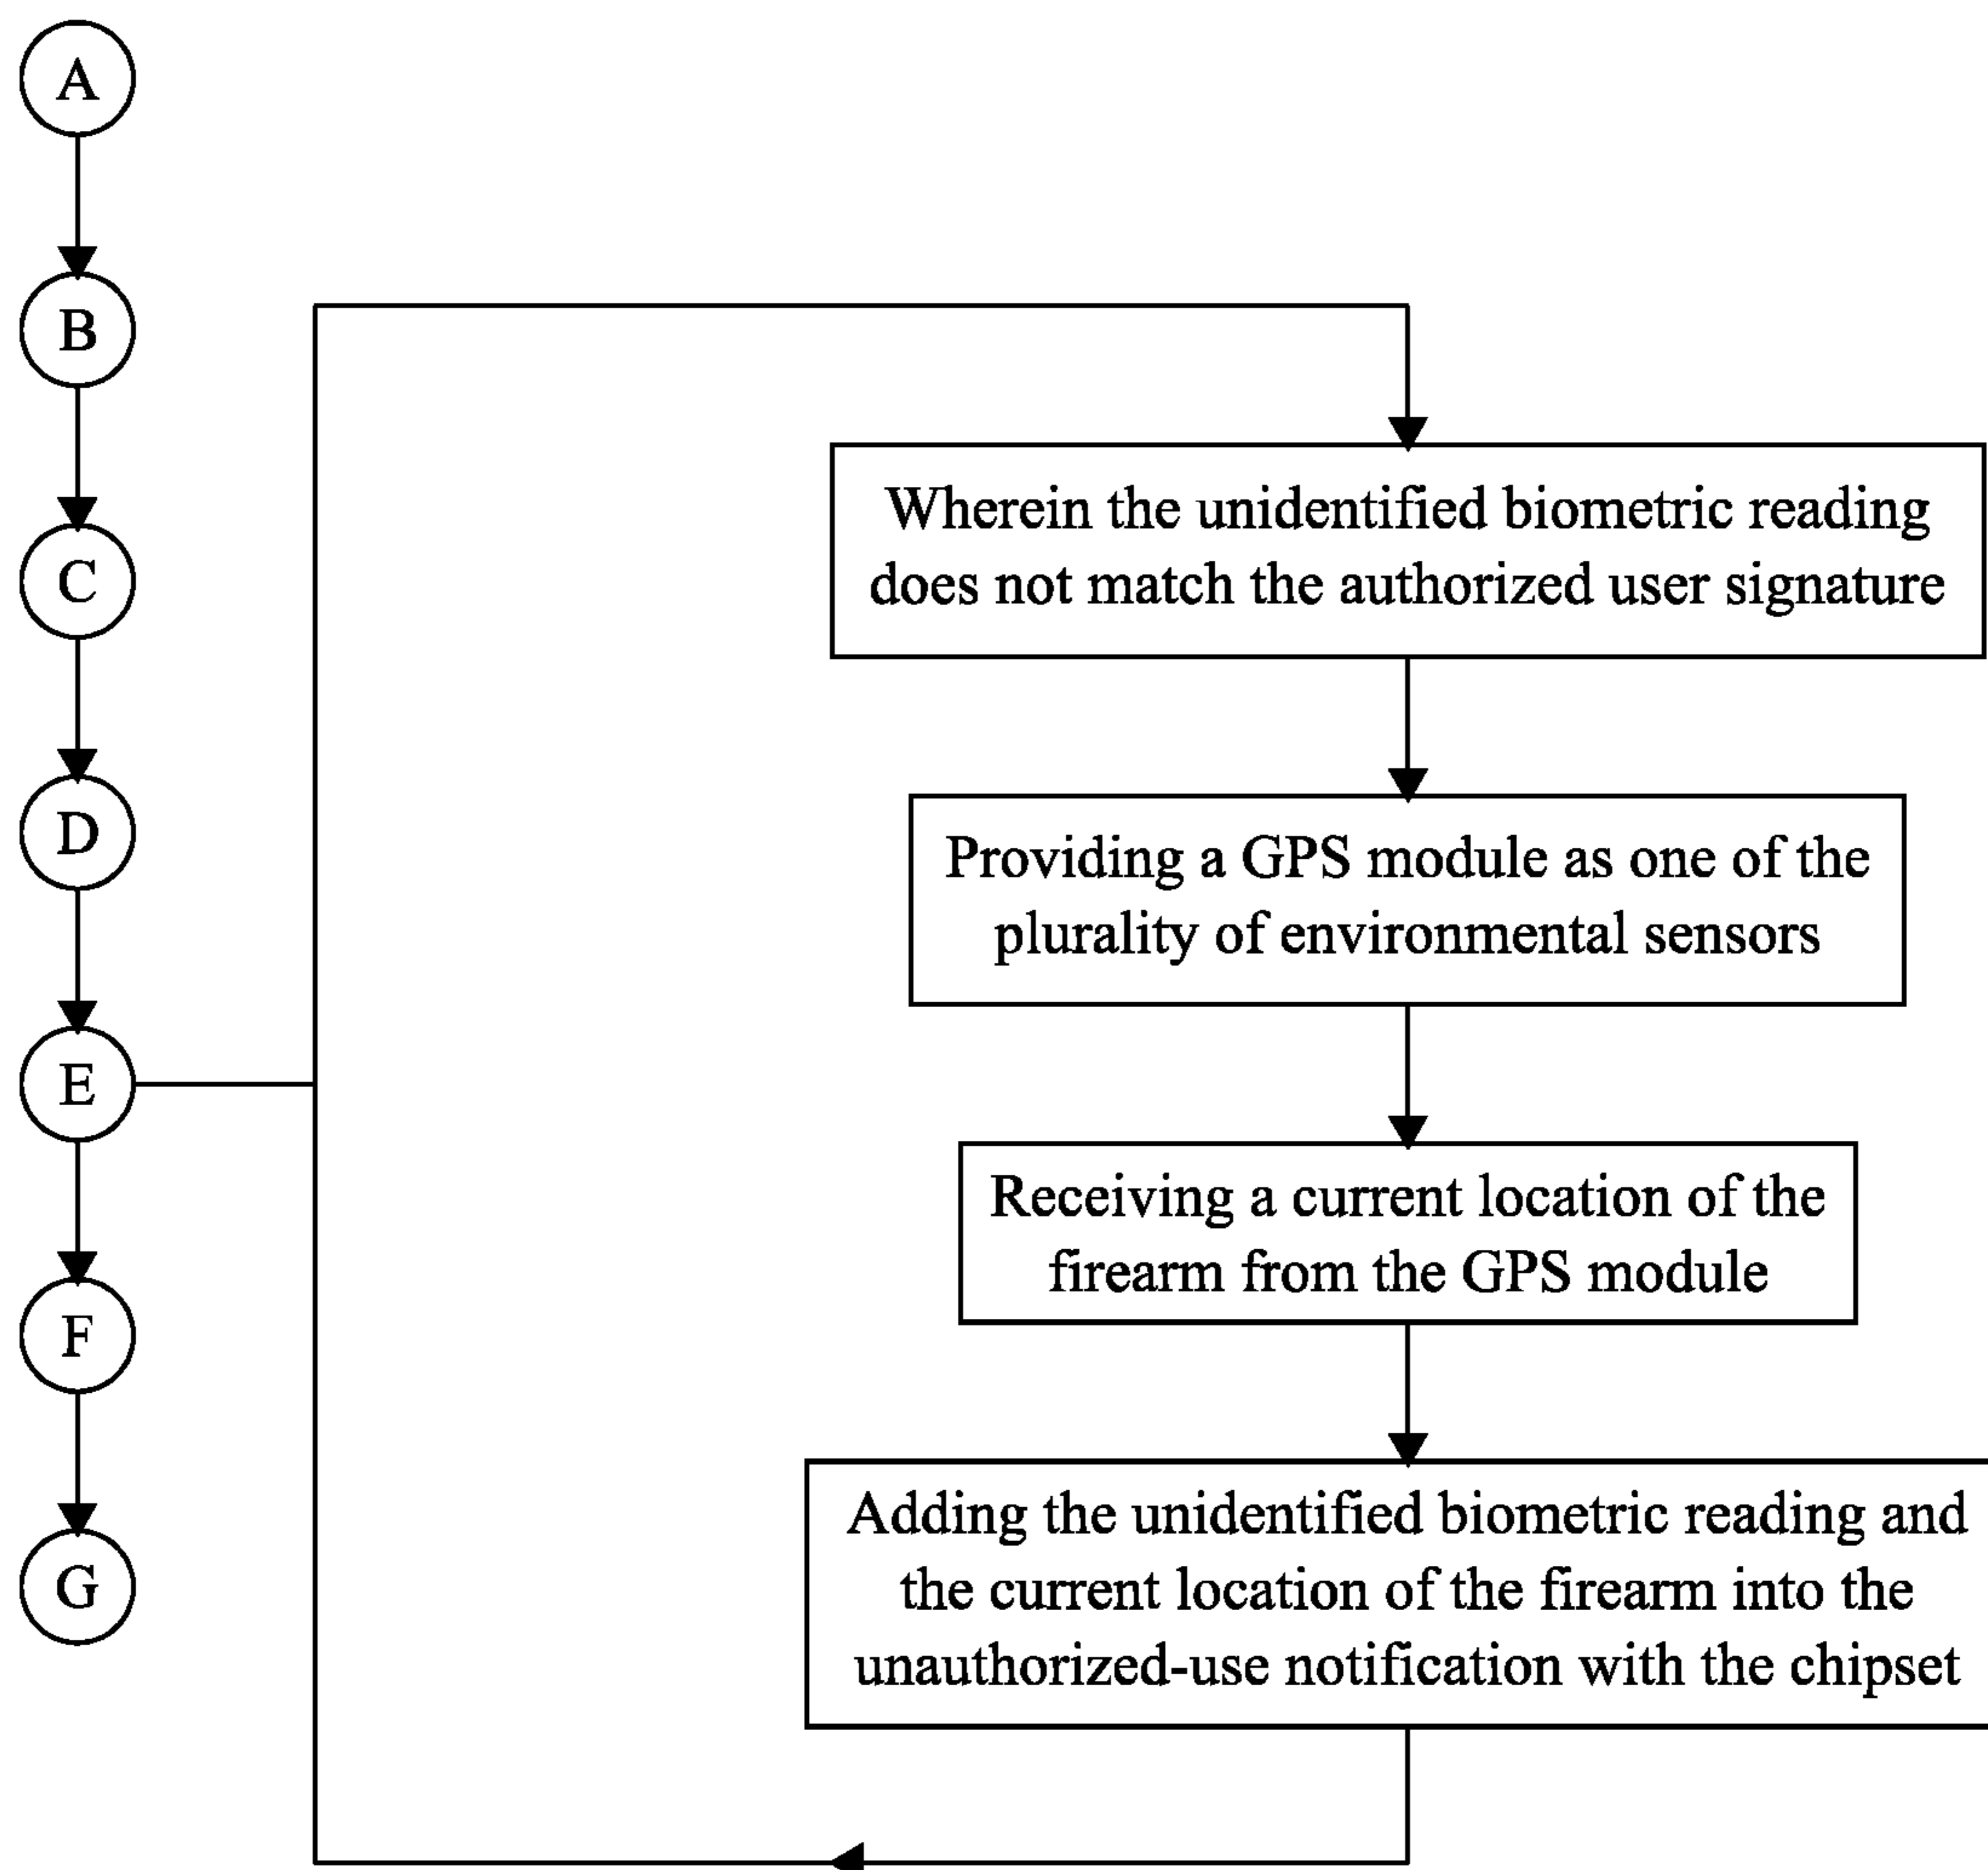 A
B
C
D
E
F
G
Wherein the unidentified biometric reading
does not match the authorized user signature
Providing a GPS module as one of the
plurality of environmental sensors
Receiving a current location of the
firearm from the GPS module
Adding the unidentified biometric reading and
the current location of the firearm into the
unauthorized-use notification with the chipset